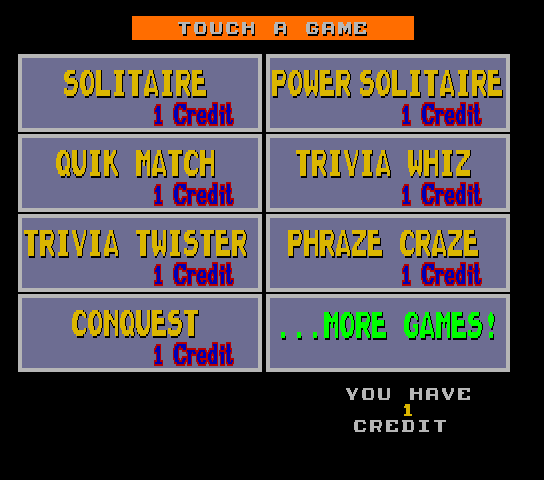 TOUCH A GAME
SOLITAIRE
1 Credit
POWER SOLITAIRE
1 Credit
QUIK MATCH
1 Credit
TRIVIA WHIZ
1 Credit
TRIVIA TWISTER
1 Credit
PHRAZE CRAZE
1 Credit
CONQUEST
1 Credit
...MORE GAMES!
YOU HAVE
1
CREDIT